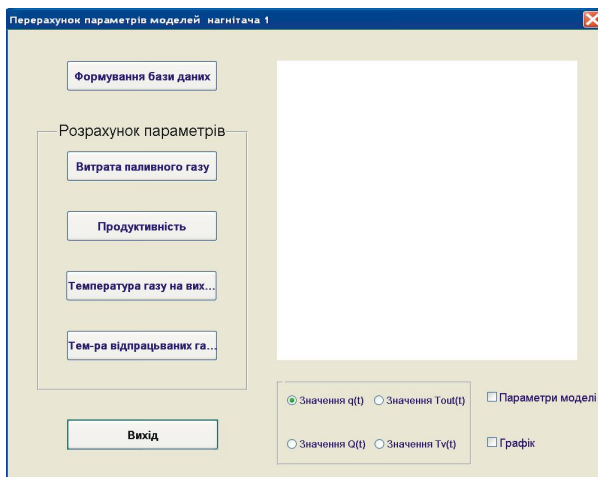 Перерахунок параметрів моделей нагнітача 1
Формування бази даних
Розрахунок параметрів
Витрата паливного газу
Продуктивність
Температура газу на вих...
Тем-ра відпрацьваних га...
Вихід
Значення q(t) Значення Tout(t)
Значення Q(t) Значення Tv(t)
Параметри моделі
Графік